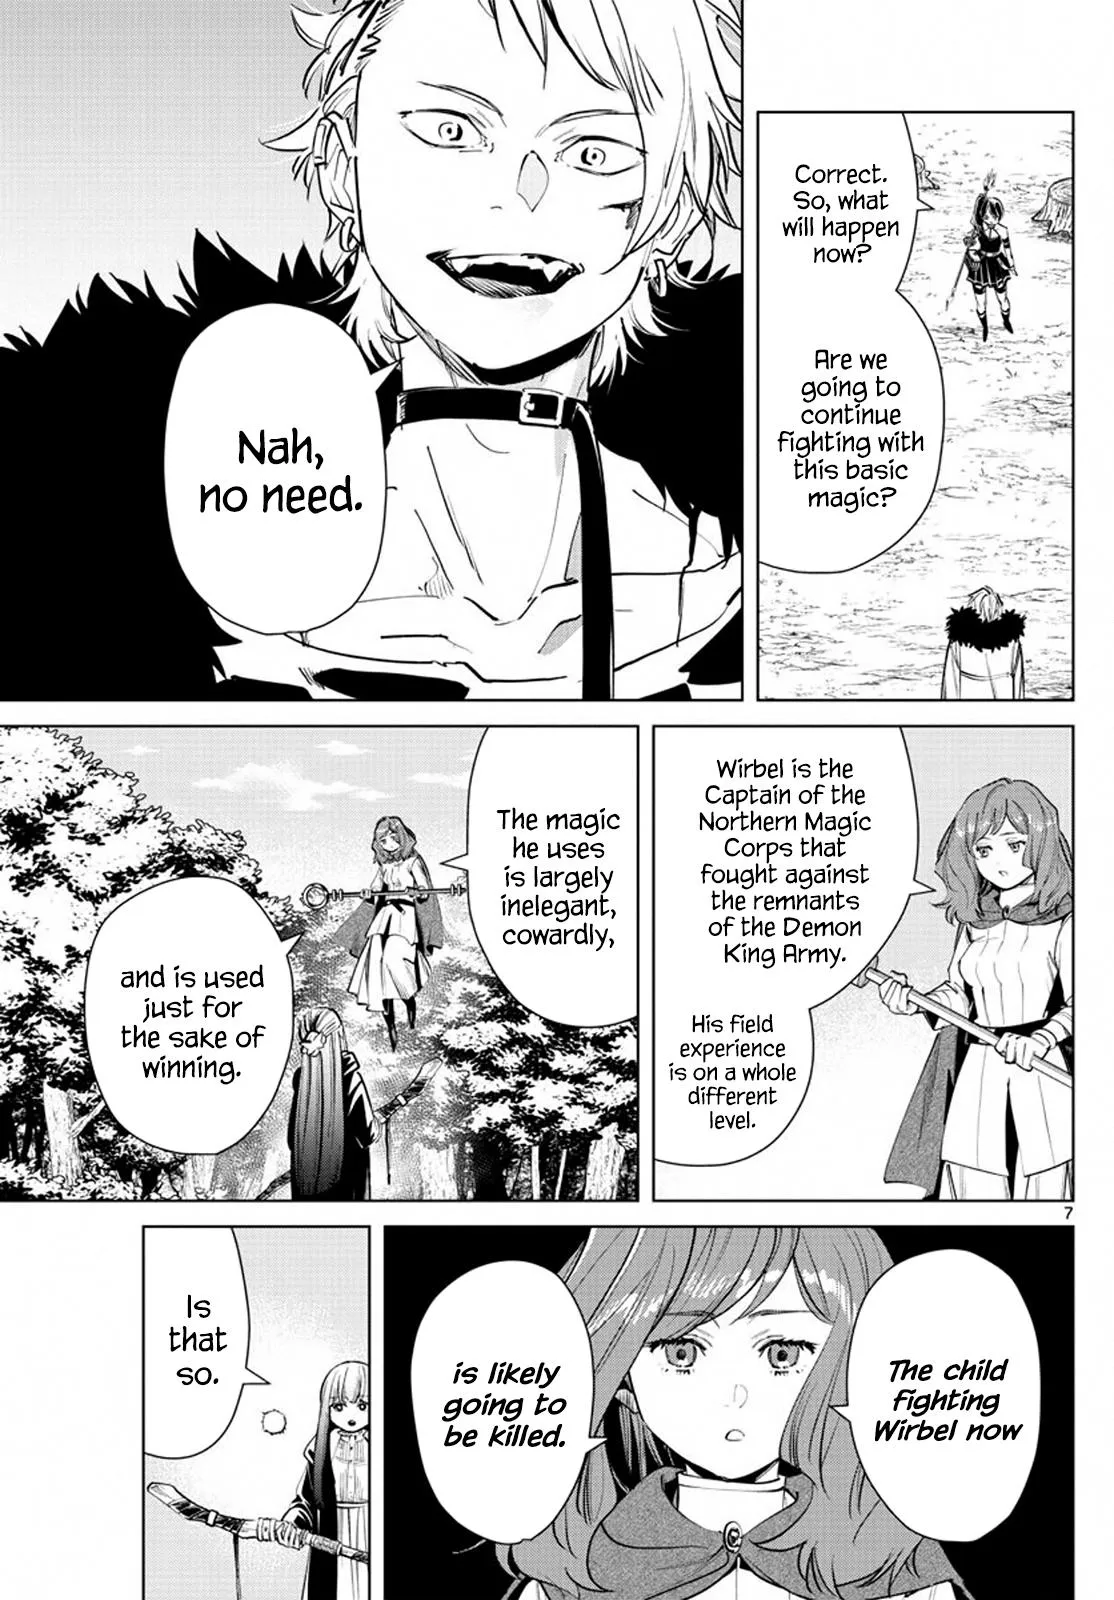 Correct.
So, what
will happen
now?
Are we
going to
continue
fighting with
this basic
magic?
Nah,
no need.
Wirbel is the
Captain of the
Northern Magic
Corps that
fought against
the remnants
of the Demon
King Army.
His field
experience
is on a whole
different
level.
The magic
he uses
is largely
inelegant,
cowardly,
and is used
just for
the sake of
winning.
7
The child
fighting
Wirbel now
is likely
going to
be killed.
Is
that
so.